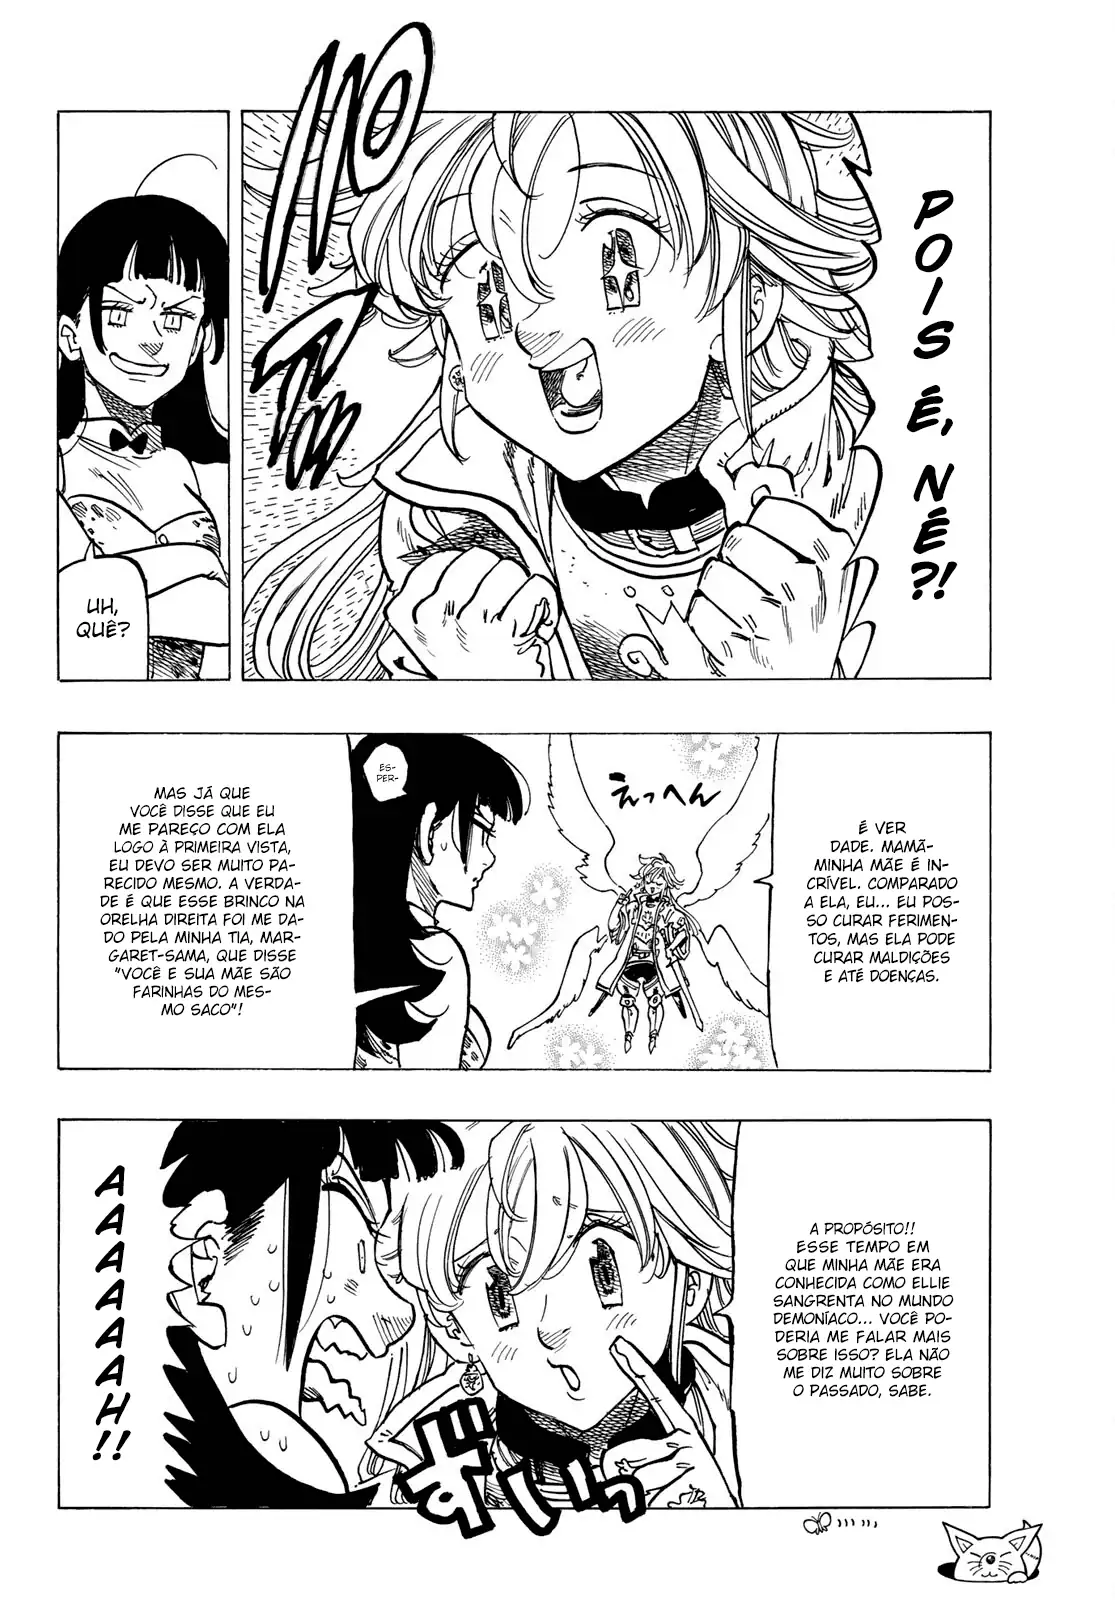 POIS É, NÉ?!
パァァ
UH,
QUÊ?
É VER
DADE. MAMÃ-
MINHA MÃE É IN-
CRÍVEL. COMPARADO
A ELA, EU... EU POS-
SO CURAR FERIMEN-
TOS, MAS ELA PODE
CURAR MALDIÇÕES
E ATÉ DOENÇAS.
えっへん
ES-
PER-
MAS JÁ QUE
VOCÊ DISSE QUE EU
ME PAREÇO COM ELA
LOGO À PRIMEIRA VISTA,
EU DEVO SER MUITO PA-
RECIDO MESMO. A VERDA-
DE É QUE ESSE BRINCO NA
ORELHA DIREITA FOI ME DA-
DO PELA MINHA TIA, MAR-
GARET-SAMA, QUE DISSE
"VOCÊ E SUA MÃE SÃO
FARINHAS DO MES-
MO SACO"!
A PROPÓSITO!!
ESSE TEMPO EM
QUE MINHA MÃE ERA
CONHECIDA COMO ELLIE
SANGRENTA NO MUNDO
DEMONÍACO... VOCÊ PO-
DERIA ME FALAR MAIS
SOBRE ISSO? ELA NÃO
ME DIZ MUITO SOBRE
O PASSADO, SABE.
ずいっ
AAAAAAAH!!